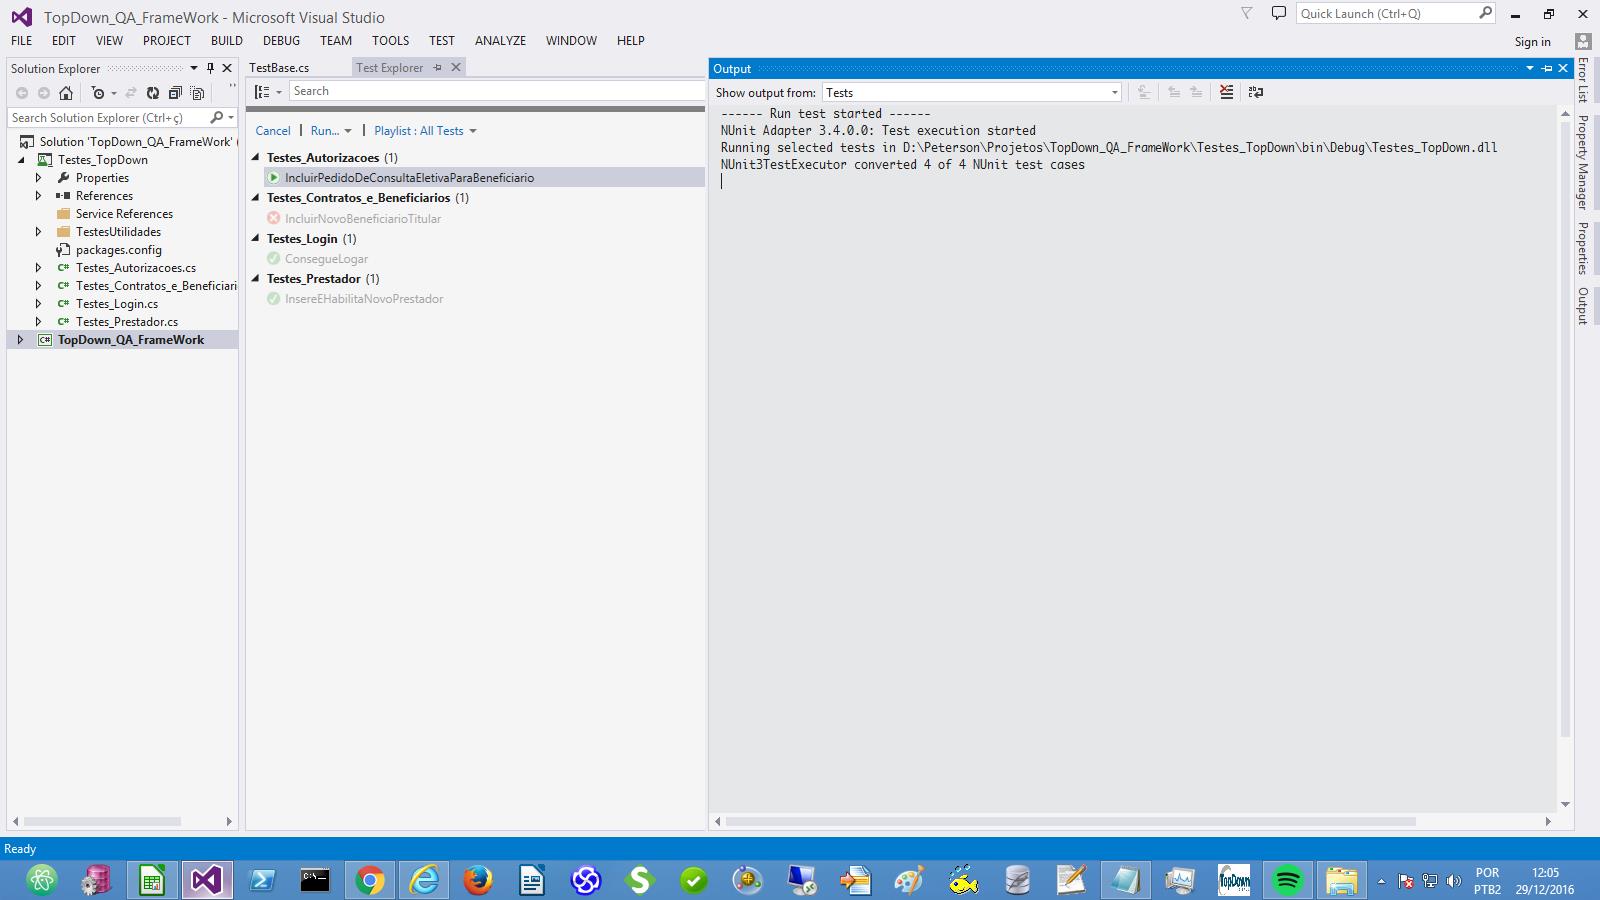 TopDown_QA_FrameWork - Microsoft Visual Studio
Quick Launch (Ctrl+Q)
FILE EDIT VIEW PROJECT BUILD DEBUG TEAM TOOLS TEST ANALYZE WINDOW HELP
Sign in
Solution Explorer
Search Solution Explorer (Ctrl+ç)
Solution 'TopDown_QA_FrameWork' (
Testes_TopDown
Properties
References
Service References
TestesUtilidades
packages.config
C# Testes_Autorizacoes.cs
C# Testes_Contratos_e_Beneficiari
C# Testes_Login.cs
C# Testes_Prestador.cs
C# TopDown_QA_FrameWork
TestBase.cs
Test Explorer
Search
Cancel | Run... | Playlist : All Tests
Testes_Autorizacoes (1)
IncluirPedidoDeConsultaEletivaParaBeneficiario
Testes_Contratos_e_Beneficiarios (1)
IncluirNovoBeneficiarioTitular
Testes_Login (1)
ConsegueLogar
Testes_Prestador (1)
InsereEHabilitaNovoPrestador
Output
Show output from: Tests
------ Run test started ------
NUnit Adapter 3.4.0.0: Test execution started
Running selected tests in D:\Peterson\Projetos\TopDown_QA_FrameWork\Testes_TopDown\bin\Debug\Testes_TopDown.dll
NUnit3TestExecutor converted 4 of 4 NUnit test cases
Error List
Property Manager
Properties
Output
Ready
TopDown
POR
PTB2
12:05
29/12/2016